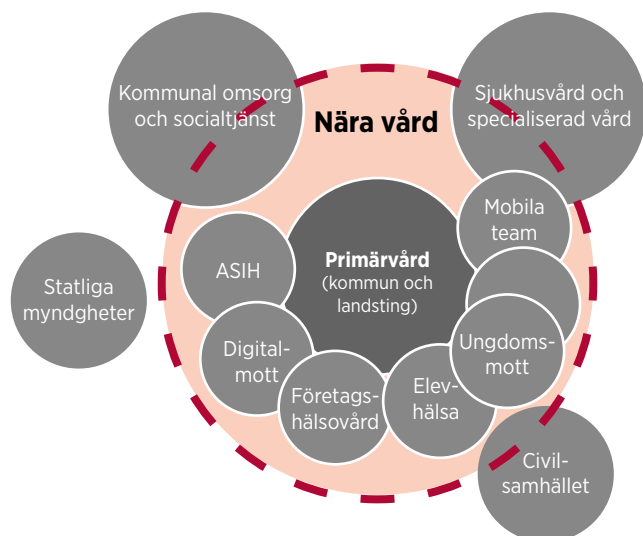 Kommunal omsorg
och socialtjänst
Nära vård
Sjukhusvård och
specialiserad vård
Mobila
team
Primärvård
(kommun och
landsting)
ASIH
Statliga
myndgheter
Digital-
mott
Ungdoms-
mott
Företags-
hälsovård
Elev-
hälsa
Civil-
samhället